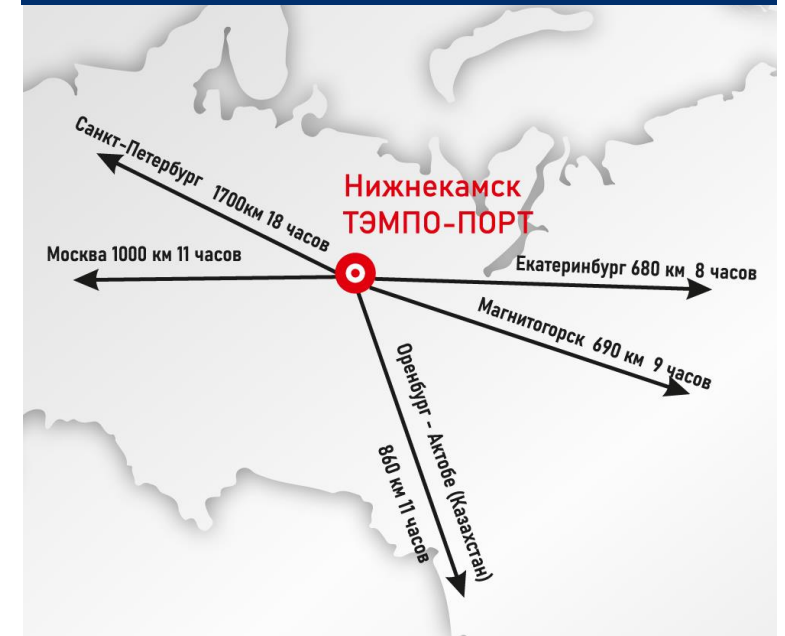 Санкт-Петербург 1700км 18 часов
Нижнекамск
ТЭМПО-ПОРТ
Москва 1000 км 11 часов
Екатеринбург 680 км 8 часов
Магнитогорск 690 км 9 часов
Оренбург - Актобе (Казахстан)
860 км 11 часов